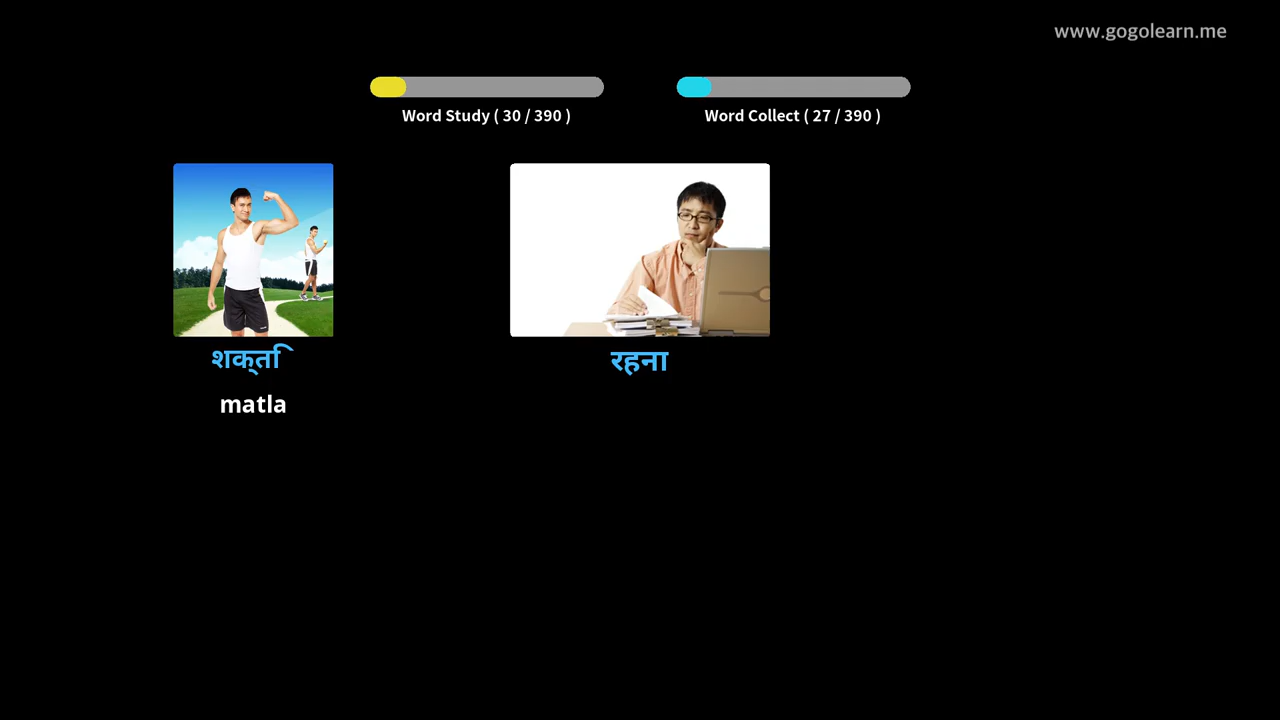 www.gogolearn.me
Word Study ( 30 / 390 )
Word Collect ( 27 / 390 )
शक्ति
रहना
matla